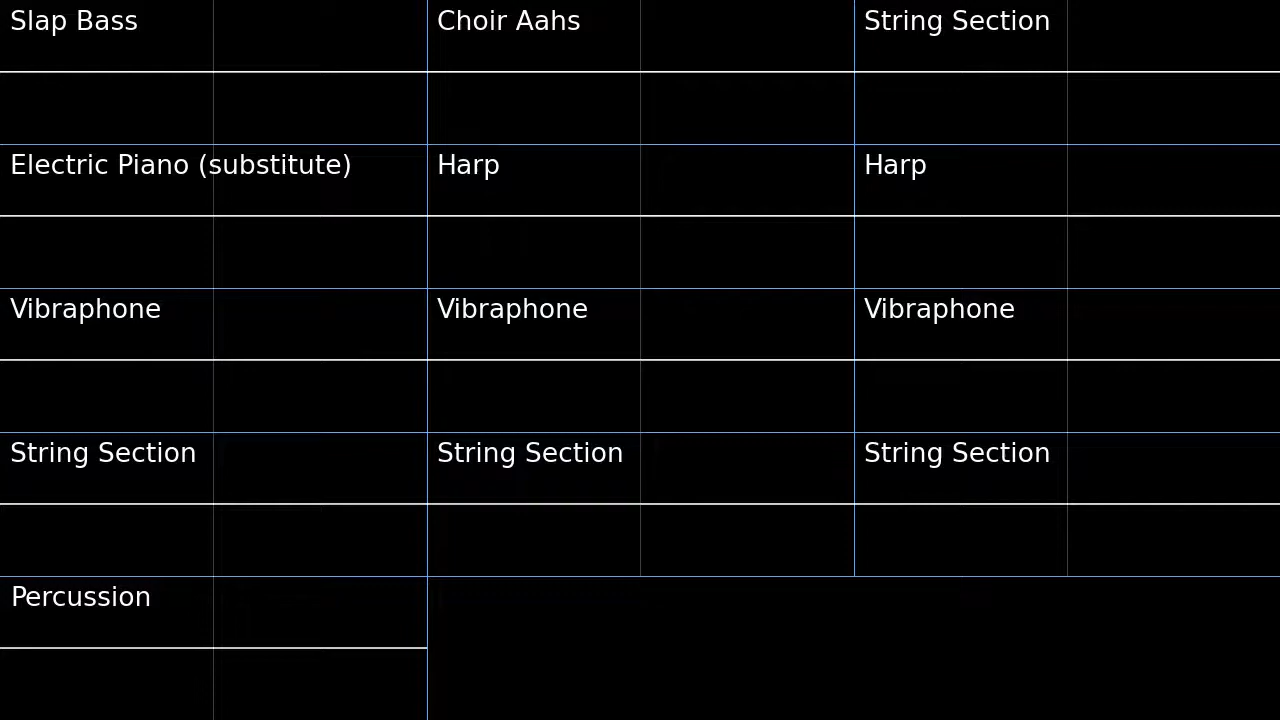 Slap Bass
Choir Aahs
String Section
Electric Piano (substitute)
Harp
Harp
Vibraphone
Vibraphone
Vibraphone
String Section
String Section
String Section
Percussion